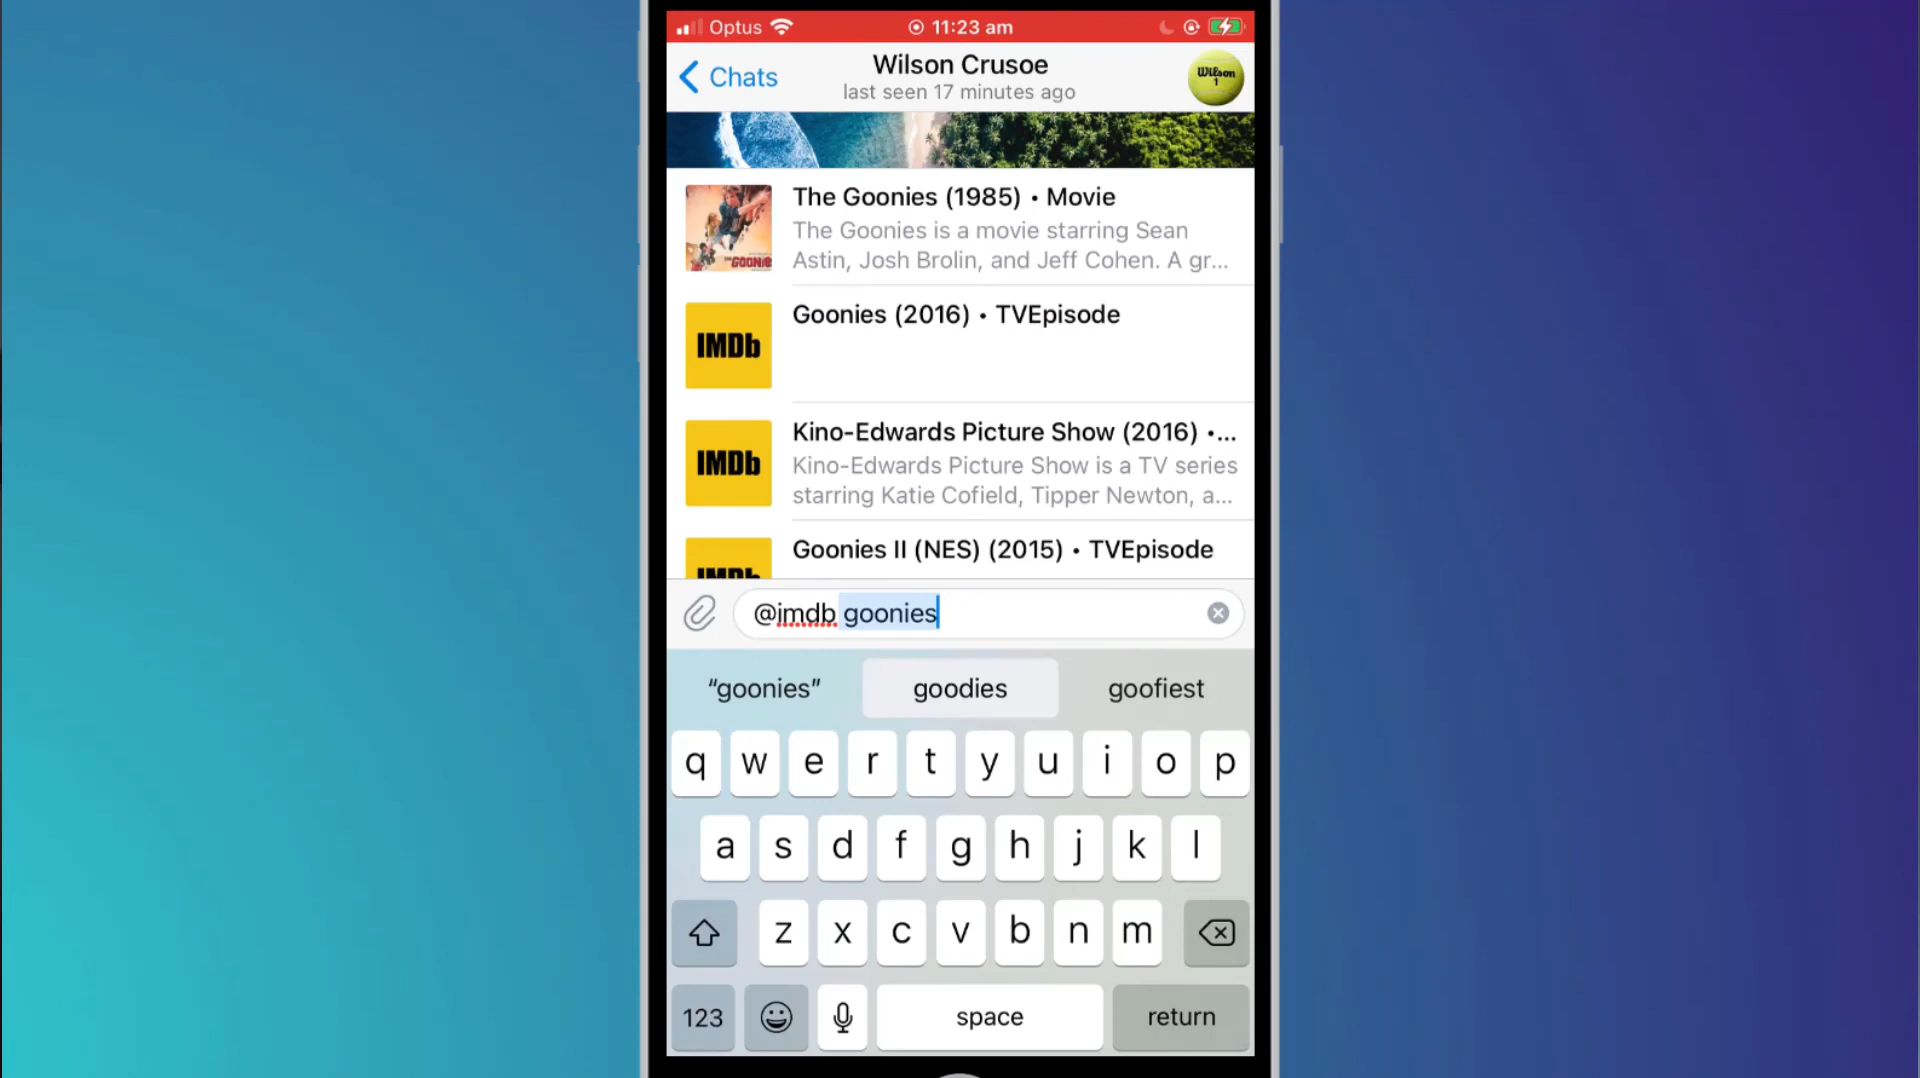 Optus 11:23 am
Chats
Wilson Crusoe
last seen 17 minutes ago
Wilson
1
The Goonies (1985) • Movie
The Goonies is a movie starring Sean
Astin, Josh Brolin, and Jeff Cohen. A gr...
Goonies (2016) • TVEpisode
IMDb
Kino-Edwards Picture Show (2016) •...
Kino-Edwards Picture Show is a TV series
starring Katie Cofield, Tipper Newton, a...
IMDb
Goonies II (NES) (2015) • TVEpisode
IMDb
@imdb goonies
“goonies” goodies goofiest
q w e r t y u i o p
a s d f g h j k l
z x c v b n m
123 space return